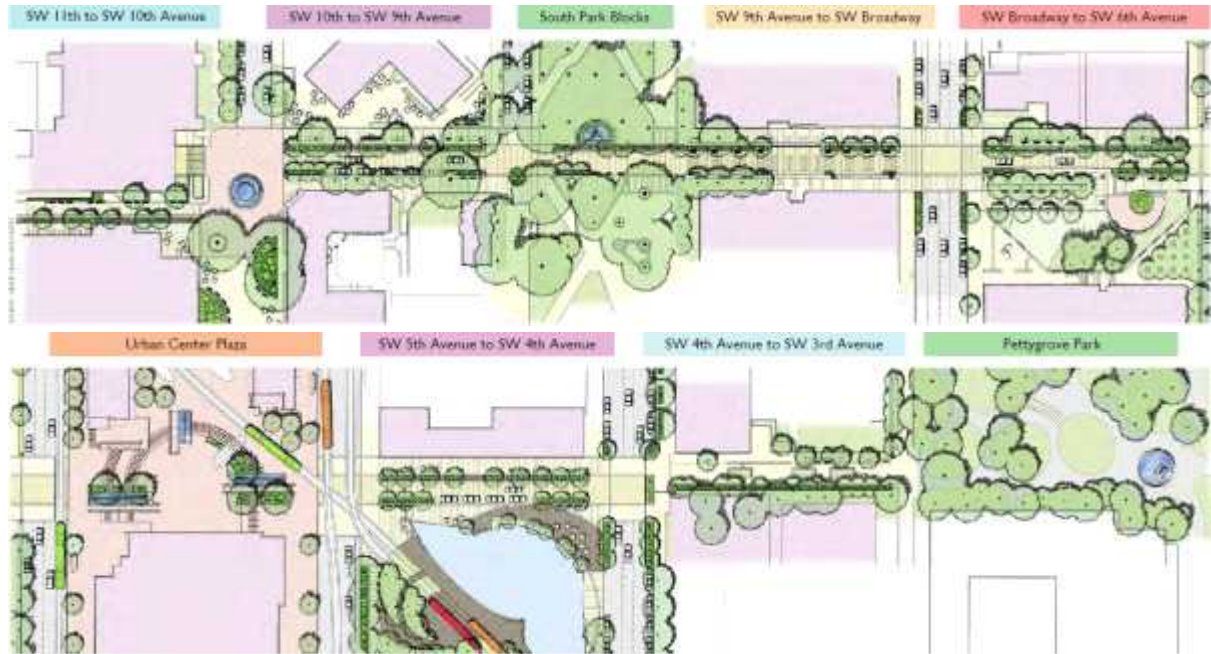 SW 11th to SW 10th Avenue
SW 10th to SW 9th Avenue
South Park Blocks
SW 9th Avenue to SW Broadway
SW Broadway to SW 6th Avenue
Urban Center Plaza
SW 5th Avenue to SW 4th Avenue
SW 4th Avenue to SW 3rd Avenue
Pettygrove Park